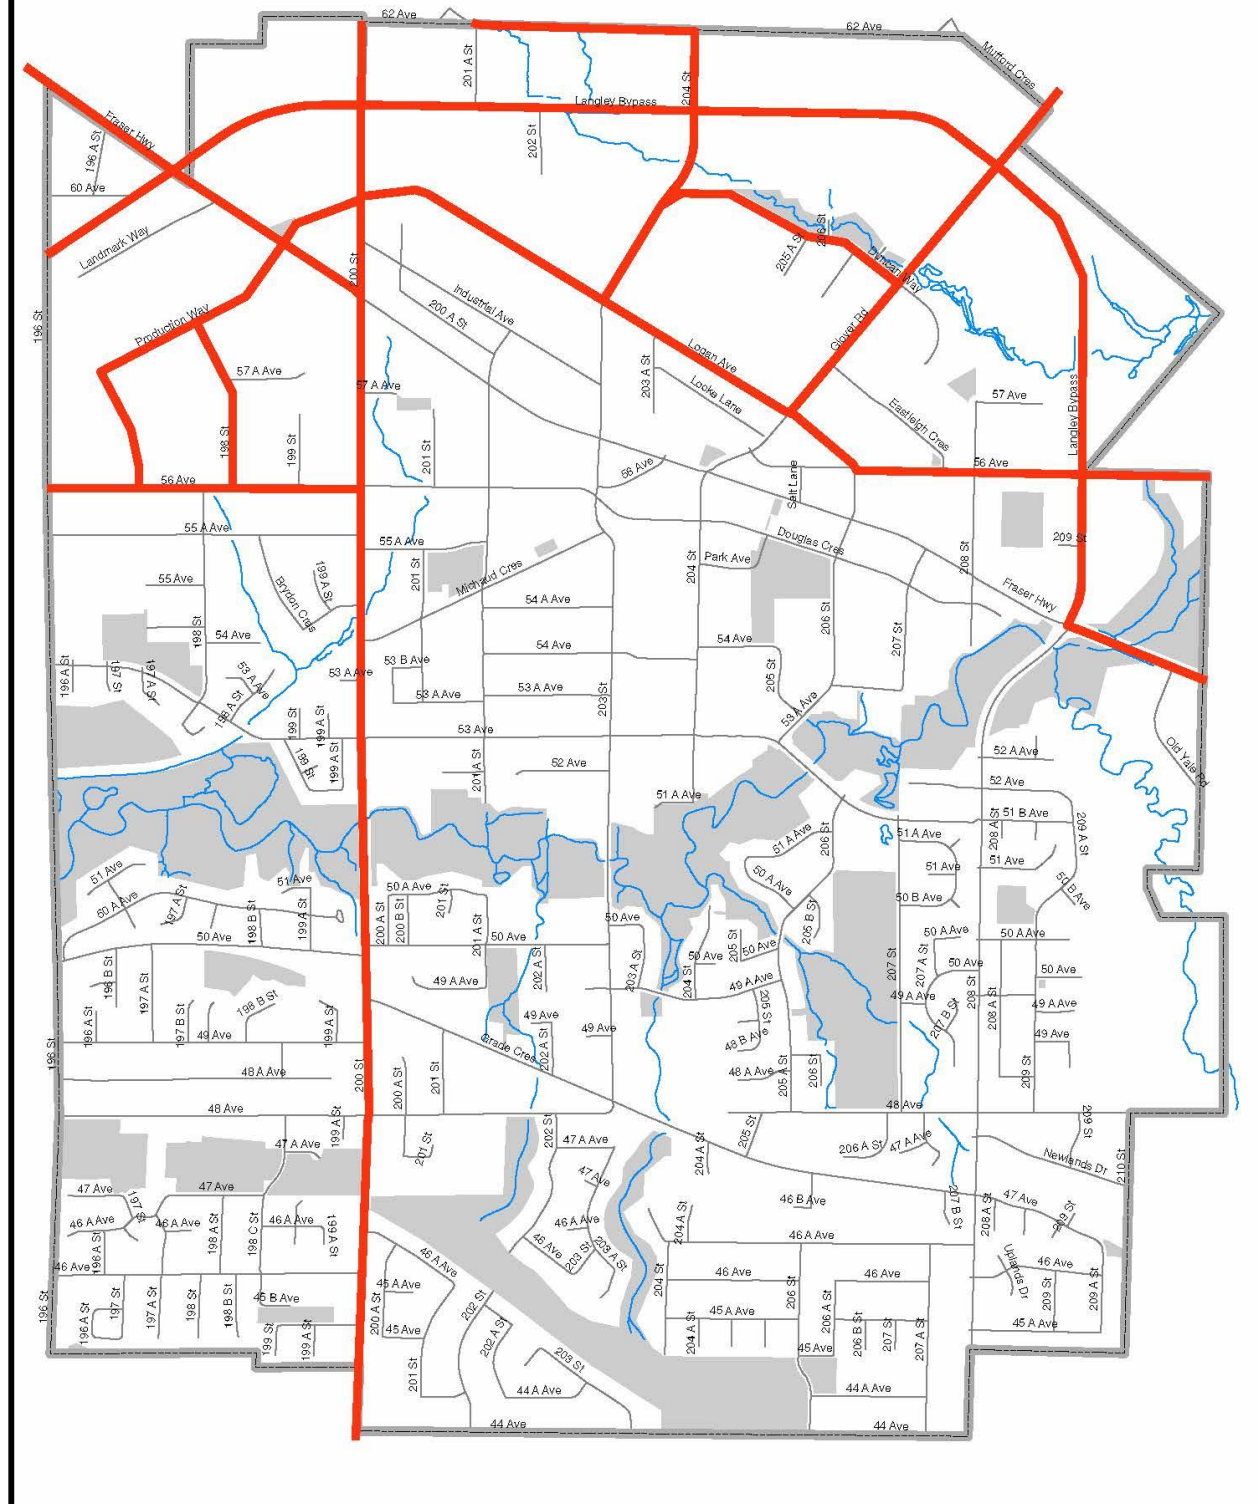 62 Ave
62 Ave
Mufford Cres
201 A St
204 St
Langley Bypass
Fraser Hwy
196 A St
202 St
60 Ave
Landmark Way
200 St
205 A St
206 St
Duncan Way
196 St
Production Way
Industrial Ave
200 A St
Glover Rd
Logan Ave
57 A Ave
57 A Ave
203 A St
Locke Lane
Eastleigh Cres
57 Ave
Langley Bypass
198 St
199 St
201 St
56 Ave
56 Ave
56 Ave
Salt Lane
55 A Ave
55 A Ave
Douglas Cres
209 St
208 St
204 St
Park Ave
201 St
Michaud Cres
55 Ave
Brydon Cres
199 A St
Fraser Hwy
54 A Ave
206 St
207 St
198 St
54 Ave
54 Ave
54 Ave
196 A St
197 St
197 A St
53 A Ave
53 A Ave
53 B Ave
53 A Ave
53 A Ave
203 St
205 St
53 A Ave
198 A St
199 St
199 A St
53 Ave
Old Yale Rd
199 St
199 A St
201 A St
52 Ave
52 A Ave
52 Ave
51 A Ave
51 B Ave
208 A St
209 A St
51 A Ave
206 St
51 A Ave
51 Ave
51 Ave
50 A Ave
50 B Ave
50 B Ave
51 Ave
51 Ave
50 A Ave
197 A St
198 B St
199 A St
50 A Ave
201 St
200 A St
200 B St
201 A St
50 Ave
50 Ave
50 Ave
205 St
205 B St
50 Ave
50 Ave
50 A Ave
50 A Ave
207 St
207 A St
50 Ave
50 Ave
196 B St
197 A St
49 A Ave
202 A St
203 A St
204 St
49 A Ave
205 St
49 A Ave
208 St
208 A St
49 A Ave
196 A St
197 B St
198 B St
49 Ave
199 A St
49 Ave
202 A St
49 Ave
48 B Ave
207 B St
49 Ave
196 St
Grade Cres
200 St
200 A St
201 St
48 A Ave
48 A Ave
205 A St
206 St
209 St
48 Ave
48 Ave
199 A St
202 St
205 St
209 St
47 A Ave
201 St
47 A Ave
204 A St
206 A St
47 A Ave
Newlands Dr
210 St
47 Ave
47 Ave
197 St
47 Ave
46 B Ave
207 B St
47 Ave
208 A St
209 St
46 A Ave
46 A Ave
198 A St
198 C St
46 A Ave
199 A St
46 A Ave
204 A St
46 A Ave
46 Ave
196 A St
46 A Ave
46 Ave
203 St
203 A St
204 St
46 Ave
206 St
46 Ave
Uplands Dr
46 Ave
209 St
209 A St
196 St
196 A St
197 St
197 A St
198 St
198 B St
45 B Ave
45 A Ave
200 A St
202 St
45 A Ave
204 A St
206 A St
206 B St
207 St
207 A St
45 A Ave
199 St
199 A St
45 Ave
202 A St
45 Ave
201 St
203 St
44 A Ave
44 A Ave
44 Ave
44 Ave